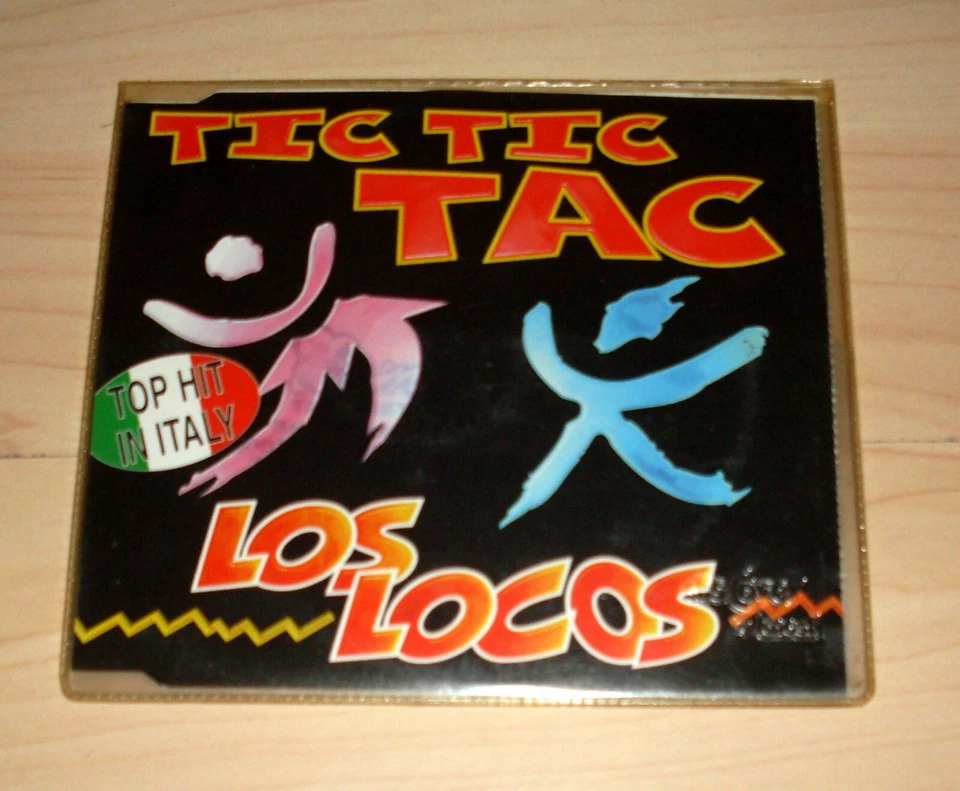 TIC TIC
TAC
TOP HIT
IN ITALY
LOS
LOCOS